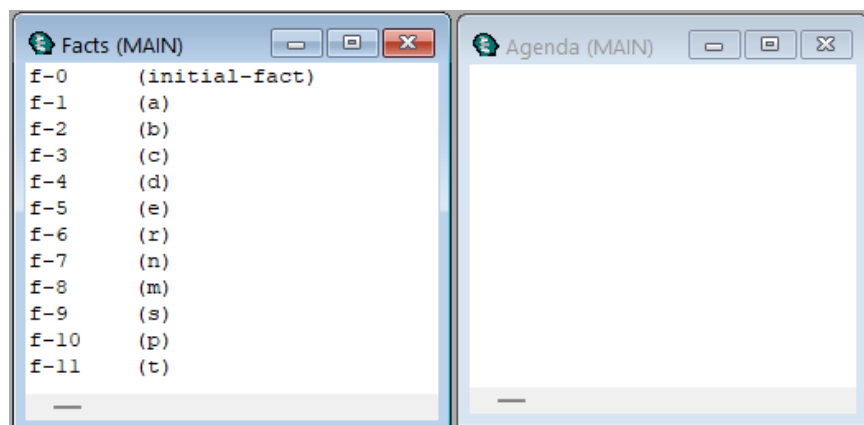 Facts (MAIN)
f-0 (initial-fact)
f-1 (a)
f-2 (b)
f-3 (c)
f-4 (d)
f-5 (e)
f-6 (r)
f-7 (n)
f-8 (m)
f-9 (s)
f-10 (p)
f-11 (t)
Agenda (MAIN)